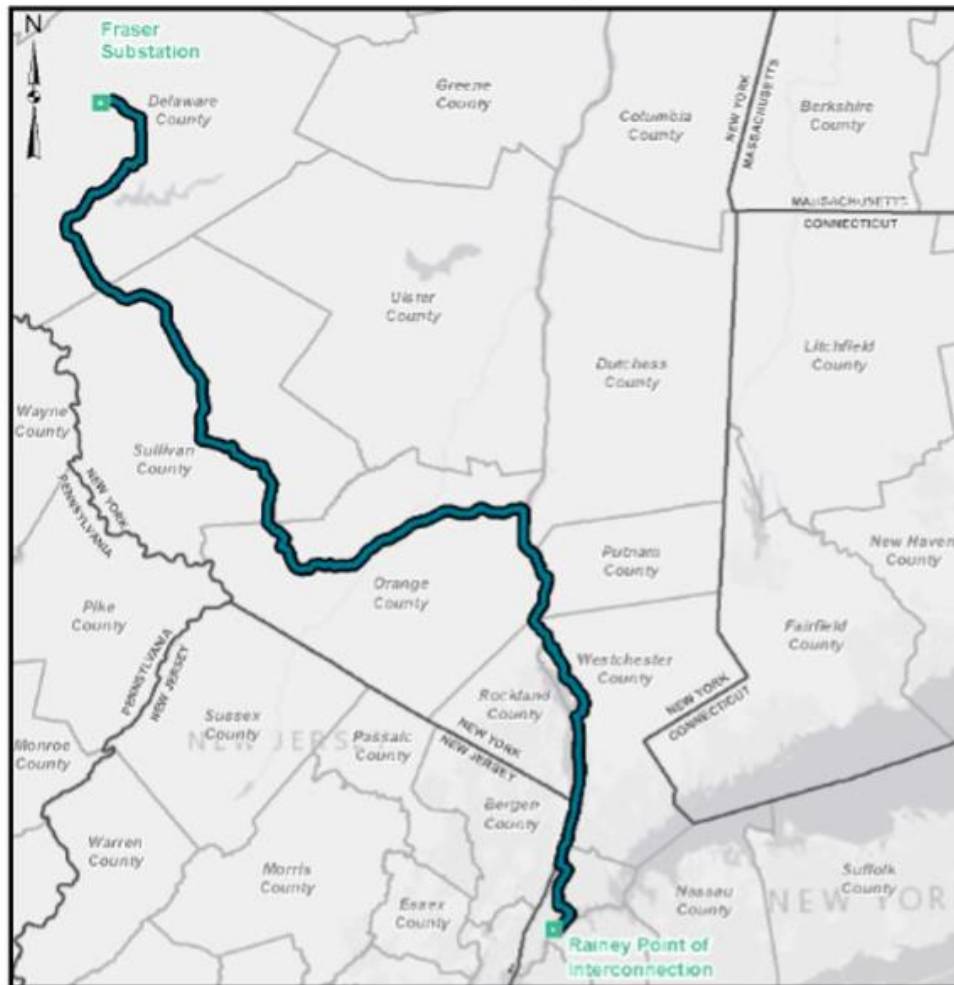 N
Fraser
Substation
Delaware
County
Greene
County
Columbia
County
NEW YORK
MASSACHUSETTS
Berkshire
County
MASSACHUSETTS
CONNECTICUT
Ulster
County
Dutchess
County
Litchfield
County
Wayne
County
Sullivan
County
NEW YORK
PENNSYLVANIA
Orange
County
Putnam
County
New Haven
County
Pike
County
Fairfield
County
Westchester
County
PENNSYLVANIA
NEW JERSEY
Rockland
County
NEW YORK
CONNECTICUT
Sussex
County
NEW JERSEY
Passaic
County
NEW YORK
NEW JERSEY
Monroe
County
Bergen
County
Warren
County
Morris
County
Essex
County
Nassau
County
Suffolk
County
NEW YOR
Rainey Point of
Interconnection